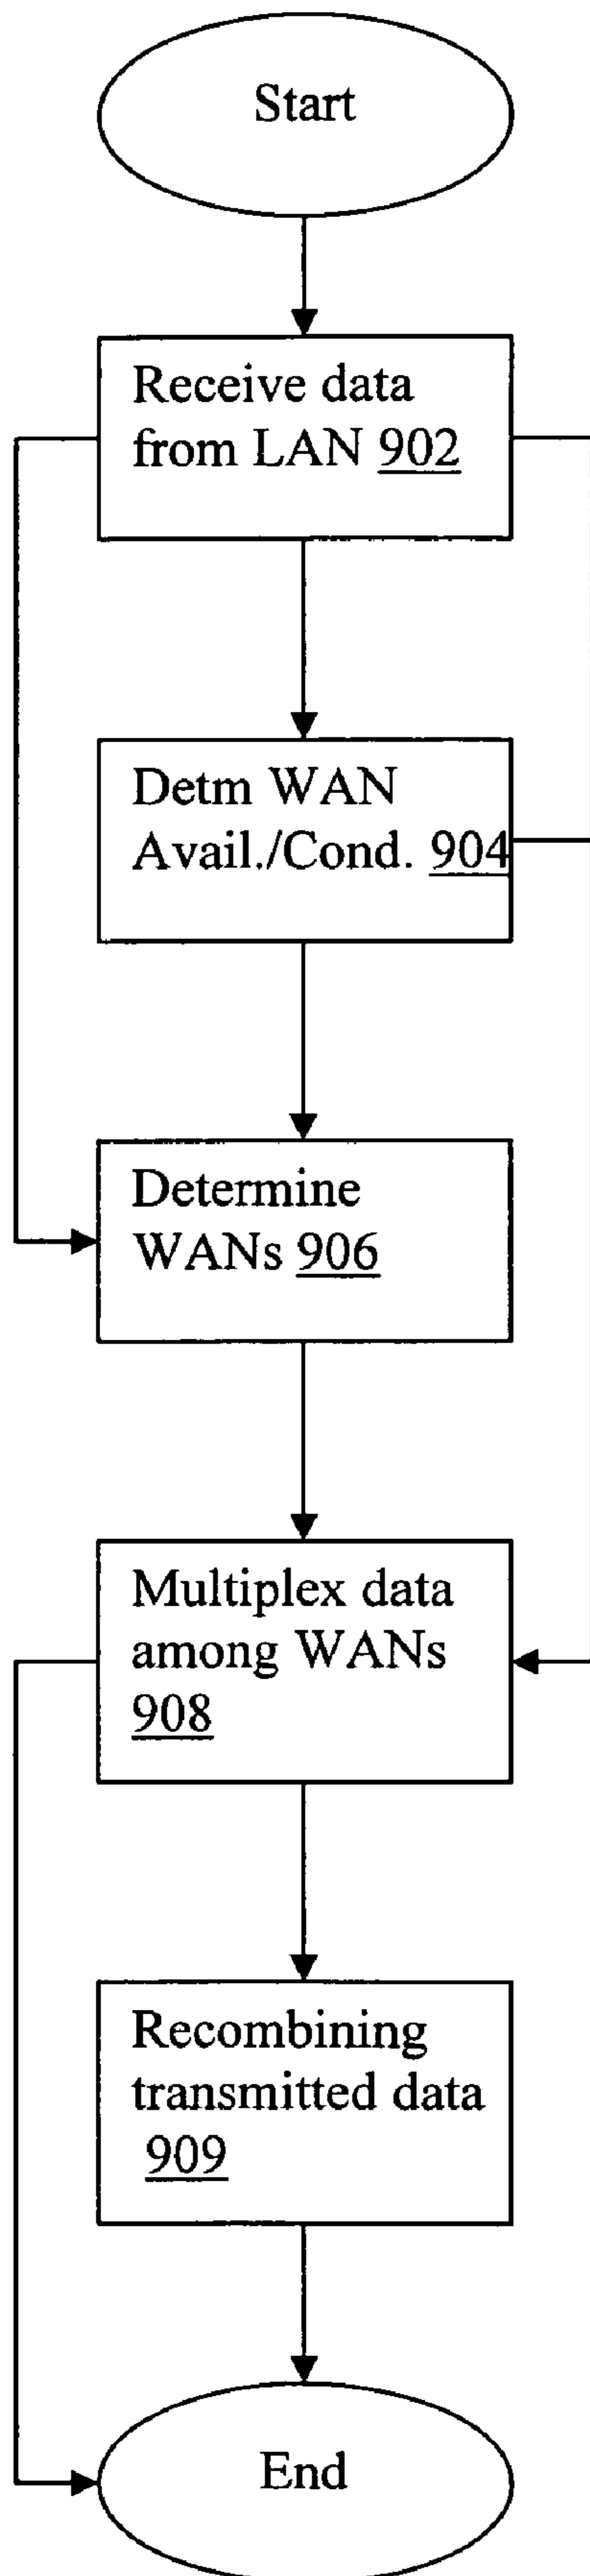 Start
Receive data
from LAN 902
Detm WAN
Avail./Cond. 904
Determine
WANs 906
Multiplex data
among WANs
908
Recombining
transmitted data
909
End